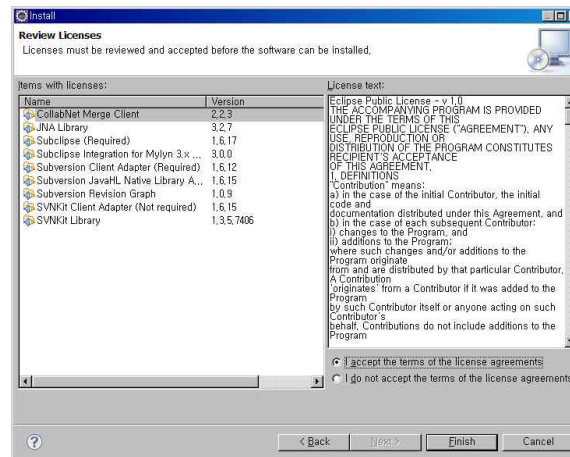 Install
Review Licenses
Licenses must be reviewed and accepted before the software can be installed,
Items with licenses:
Name Version
CollabNet Merge Client 2,2,3
JNA Library 3,2,7
Subclipse (Required) 1,6,17
Subclipse Integration for Mylyn 3,x ... 3,0,0
Subversion Client Adapter (Required) 1,6,12
Subversion JavaHL Native Library A... 1,6,15
Subversion Revision Graph 1,0,9
SVNKit Client Adapter (Not required) 1,6,15
SVNKit Library 1,3,5,7406
License text:
Eclipse Public License - v 1,0
THE ACCOMPANYING PROGRAM IS PROVIDED
UNDER THE TERMS OF THIS
ECLIPSE PUBLIC LICENSE ("AGREEMENT"), ANY
USE, REPRODUCTION OR
DISTRIBUTION OF THE PROGRAM CONSTITUTES
RECIPIENT'S ACCEPTANCE
OF THIS AGREEMENT,
1, DEFINITIONS
"Contribution" means:
a) in the case of the initial Contributor, the initial
code and
documentation distributed under this Agreement, and
b) in the case of each subsequent Contributor:
i) changes to the Program, and
ii) additions to the Program;
where such changes and/or additions to the
Program originate
from and are distributed by that particular Contributor,
A Contribution
'originates' from a Contributor if it was added to the
Program
by such Contributor itself or anyone acting on such
Contributor's
behalf, Contributions do not include additions to the
Program
I accept the terms of the license agreements
I do not accept the terms of the license agreements
< Back
Next >
Finish
Cancel